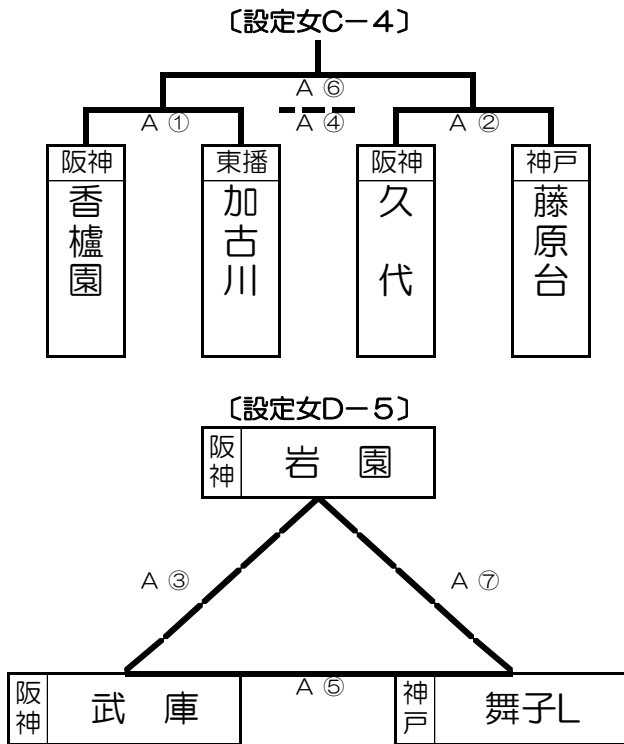 〔設定女C－4〕
A ⑥
A ①
A ④
A ②
阪神
東播
阪神
神戸
香櫨園
加古川
久代
藤原台
〔設定女D－5〕
阪神
岩園
A ③
A ⑦
A ⑤
阪神
武庫
神戸
舞子L